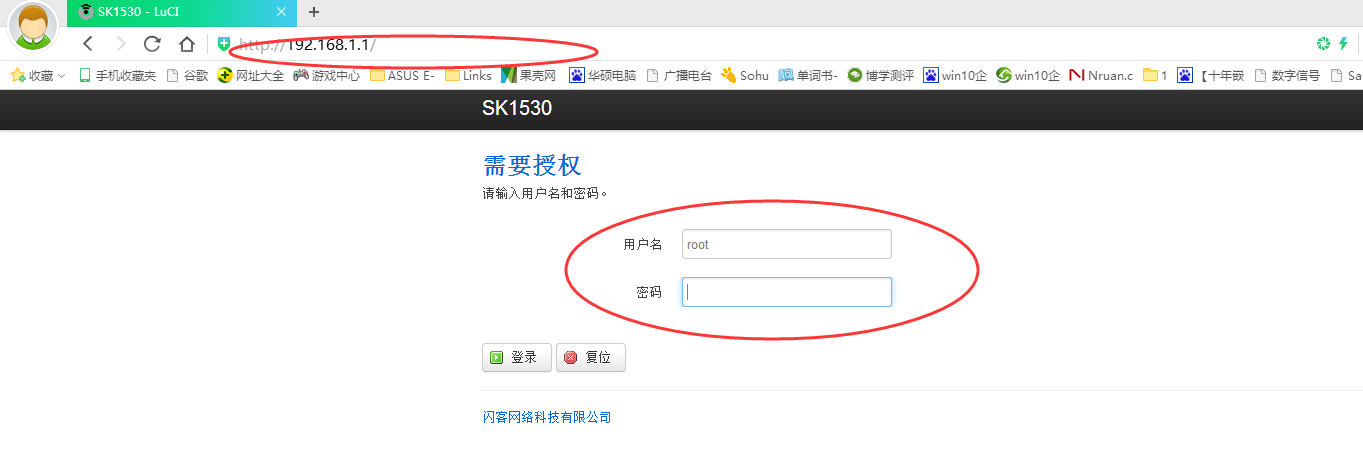 SK1530 - LuCI
http://192.168.1.1/
收藏 手机收藏夹 谷歌 网址大全 游戏中心 ASUS E- Links 果壳网 华硕电脑 广播电台 Sohu 单词书- 博学测评 win10企 win10企 Nruan.c 1 【十年嵌 数字信号 Sa
SK1530
需要授权
请输入用户名和密码。
用户名 root
密码
登录 复位
闪客网络科技有限公司